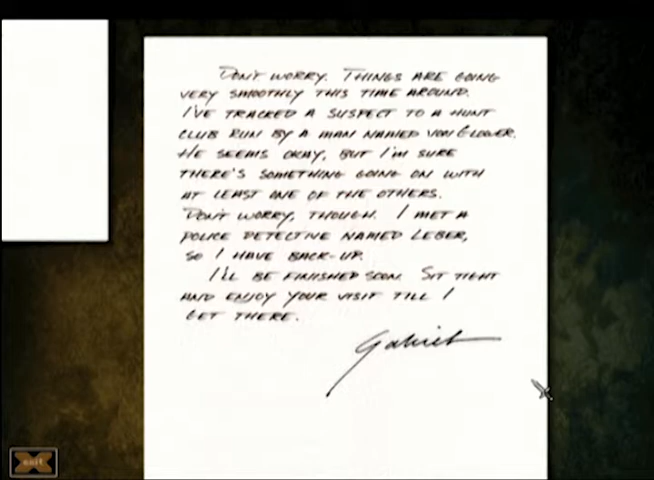 DON'T WORRY. THINGS ARE GOING
VERY SMOOTHLY THIS TIME AROUND.
I'VE TRACKED A SUSPECT TO A HUNT
CLUB RUN BY A MAN NAMED VON GLOWER.
HE SEEMS OKAY, BUT I'M SURE
THERE'S SOMETHING GOING ON WITH
AT LEAST ONE OF THE OTHERS.
DON'T WORRY, THOUGH. I MET A
POLICE DETECTIVE NAMED LEBER,
SO I HAVE BACK-UP.
I'LL BE FINISHED SOON. SIT TIGHT
AND ENJOY YOUR VISIT TILL I
GET THERE.
Gabriel
exit